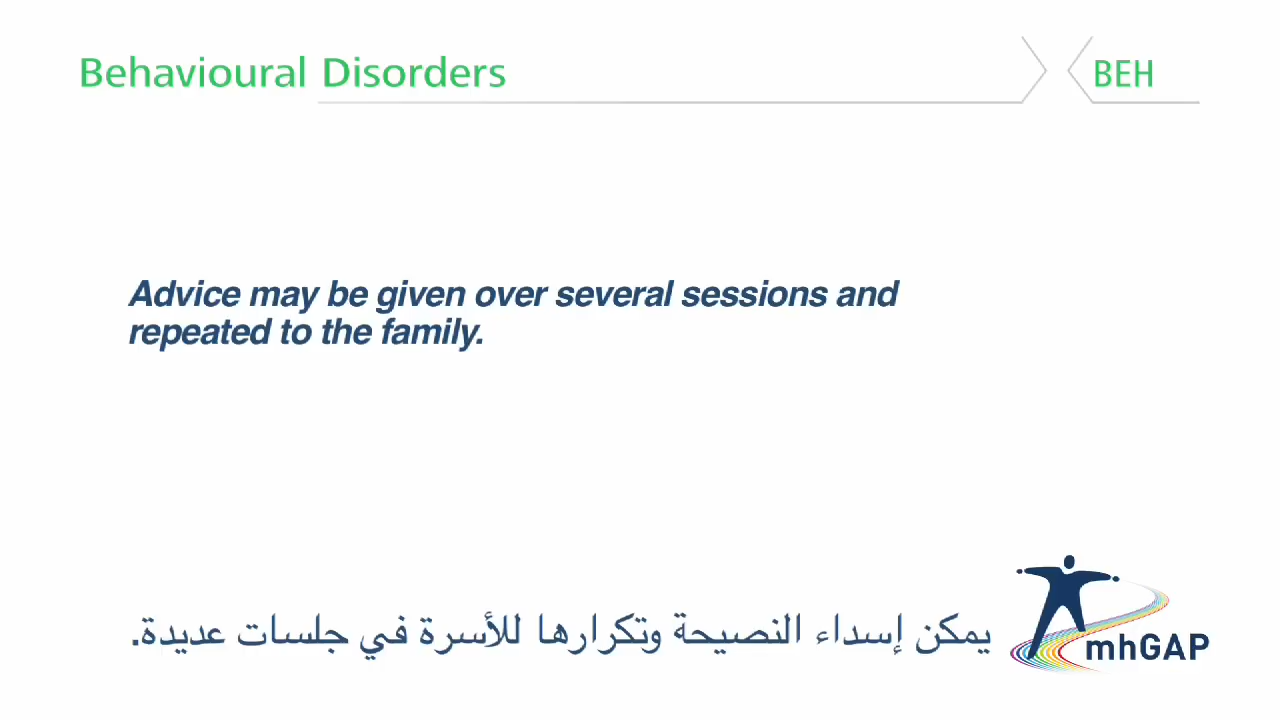 Behavioural Disorders
BEH
Advice may be given over several sessions and
repeated to the family.
يمكن إسداء النصيحة وتكرارها للأسرة في جلسات عديدة.
mhGAP